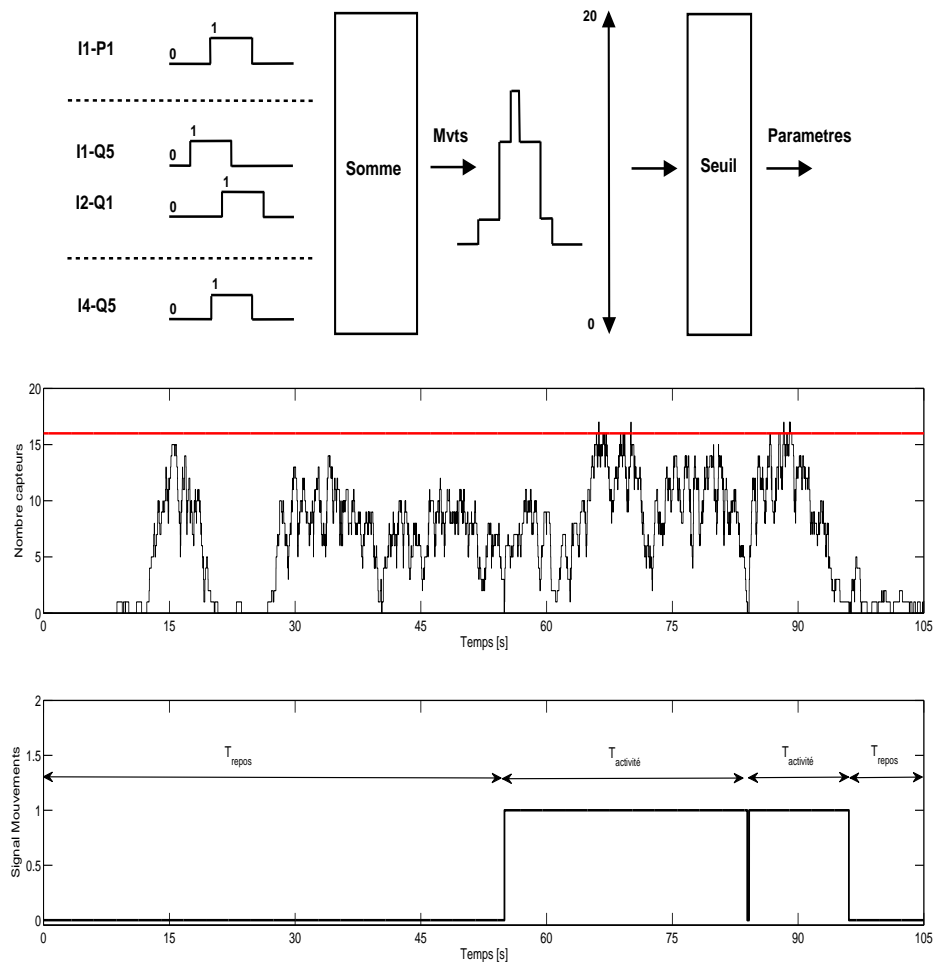 I1-P1
0
1
I1-Q5
0
1
I2-Q1
0
1
I4-Q5
0
1
Somme
Mvts
20
0
Seuil
Parametres
Nombre capteurs
20
15
10
5
0
0 15 30 45 60 75 90 105
Temps [s]
Signal Mouvements
2
1.5
1
0.5
0
T repos
T activité
T activité
T repos
0 15 30 45 60 75 90 105
Temps [s]